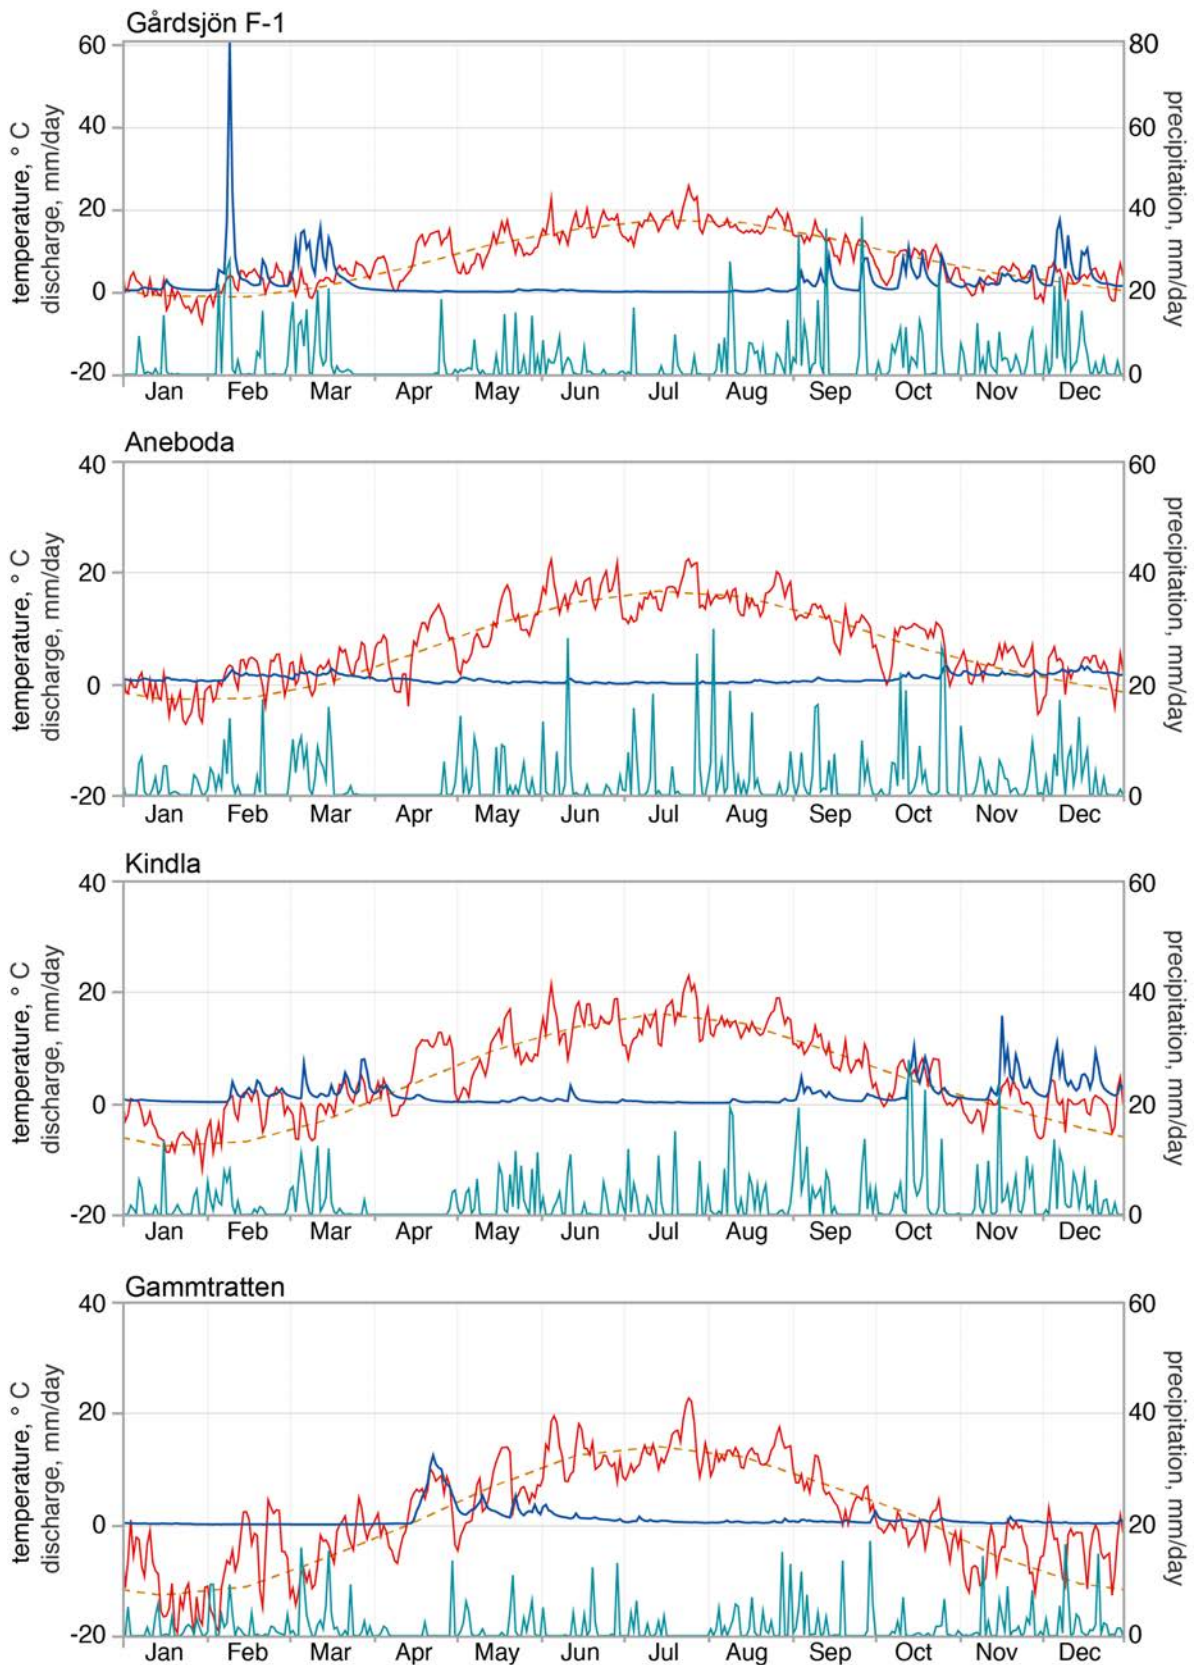 Gårdsjön F-1
60
40
20
0
-20
80
60
40
20
0
temperature, ° C
discharge, mm/day
precipitation, mm/day
Jan Feb Mar Apr May Jun Jul Aug Sep Oct Nov Dec
Aneboda
40
20
0
-20
60
40
20
0
temperature, ° C
discharge, mm/day
precipitation, mm/day
Jan Feb Mar Apr May Jun Jul Aug Sep Oct Nov Dec
Kindla
40
20
0
-20
60
40
20
0
temperature, ° C
discharge, mm/day
precipitation, mm/day
Jan Feb Mar Apr May Jun Jul Aug Sep Oct Nov Dec
Gammtratten
40
20
0
-20
60
40
20
0
temperature, ° C
discharge, mm/day
precipitation, mm/day
Jan Feb Mar Apr May Jun Jul Aug Sep Oct Nov Dec